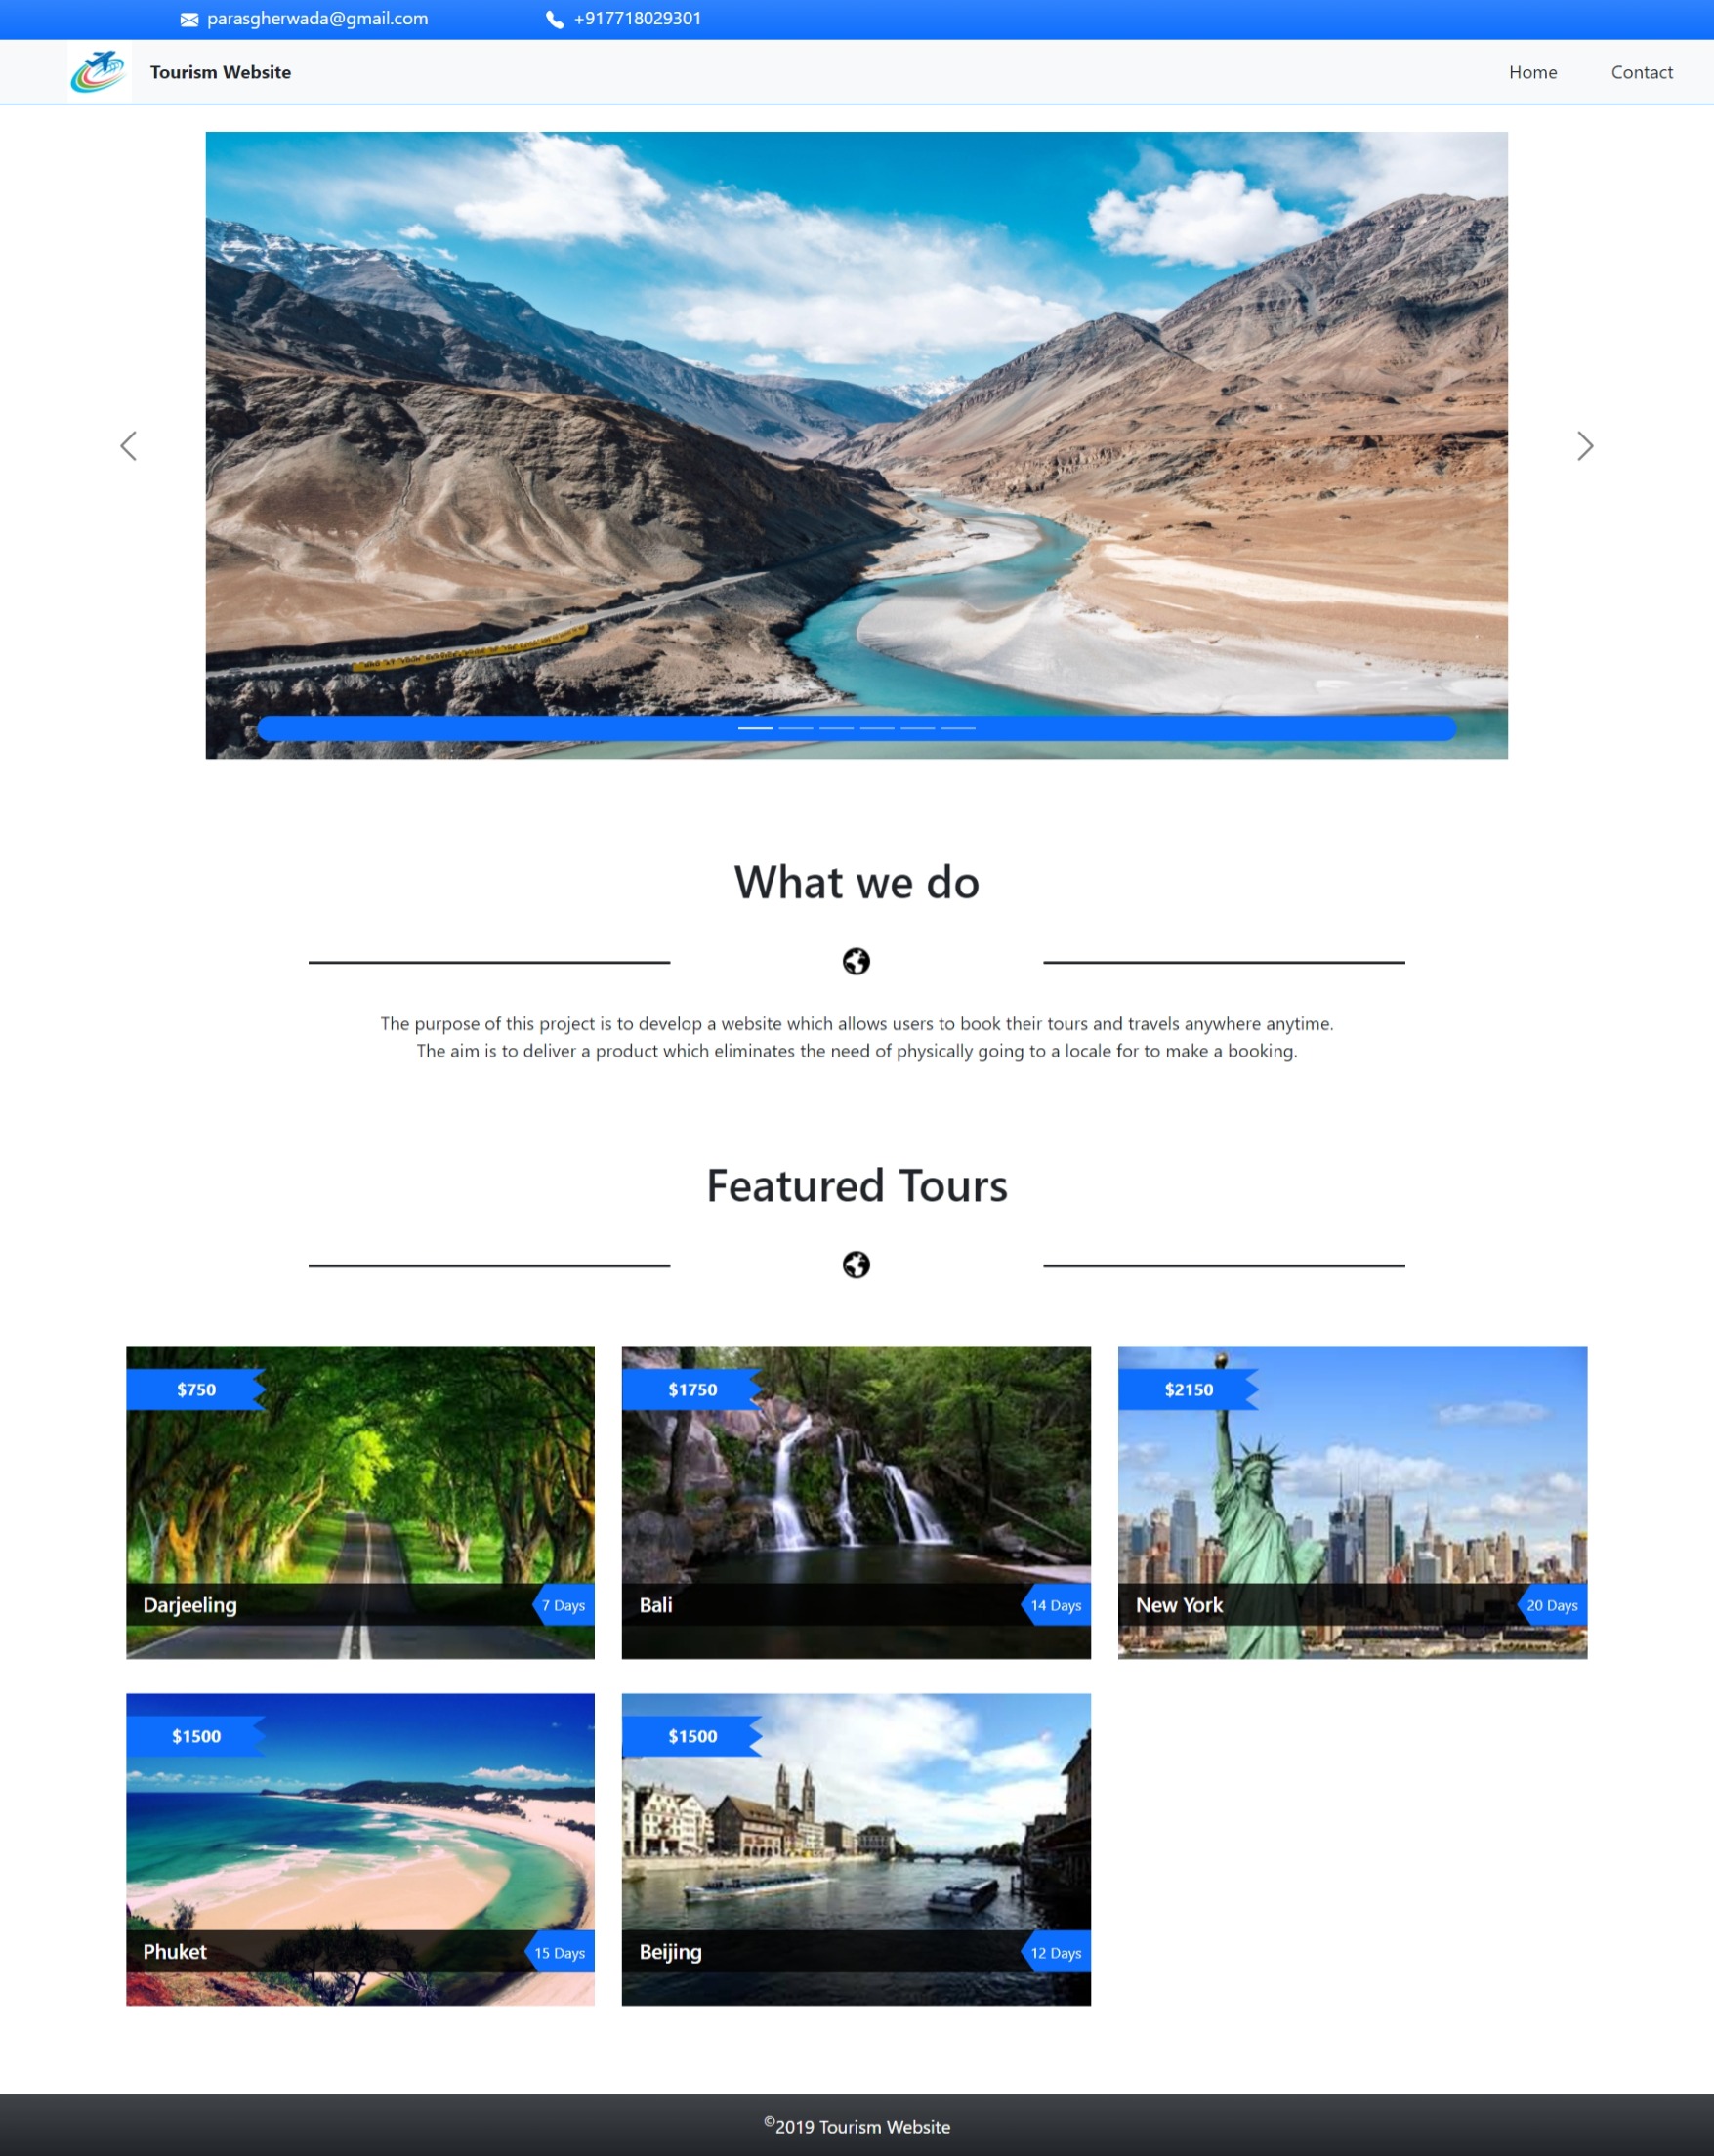 parasgherwada@gmail.com
+917718029301
Tourism Website
Home
Contact
What we do
The purpose of this project is to develop a website which allows users to book their tours and travels anywhere anytime.
The aim is to deliver a product which eliminates the need of physically going to a locale for to make a booking.
Featured Tours
$750
Darjeeling
7 Days
$1750
Bali
14 Days
$2150
New York
20 Days
$1500
Phuket
15 Days
$1500
Beijing
12 Days
©2019 Tourism Website